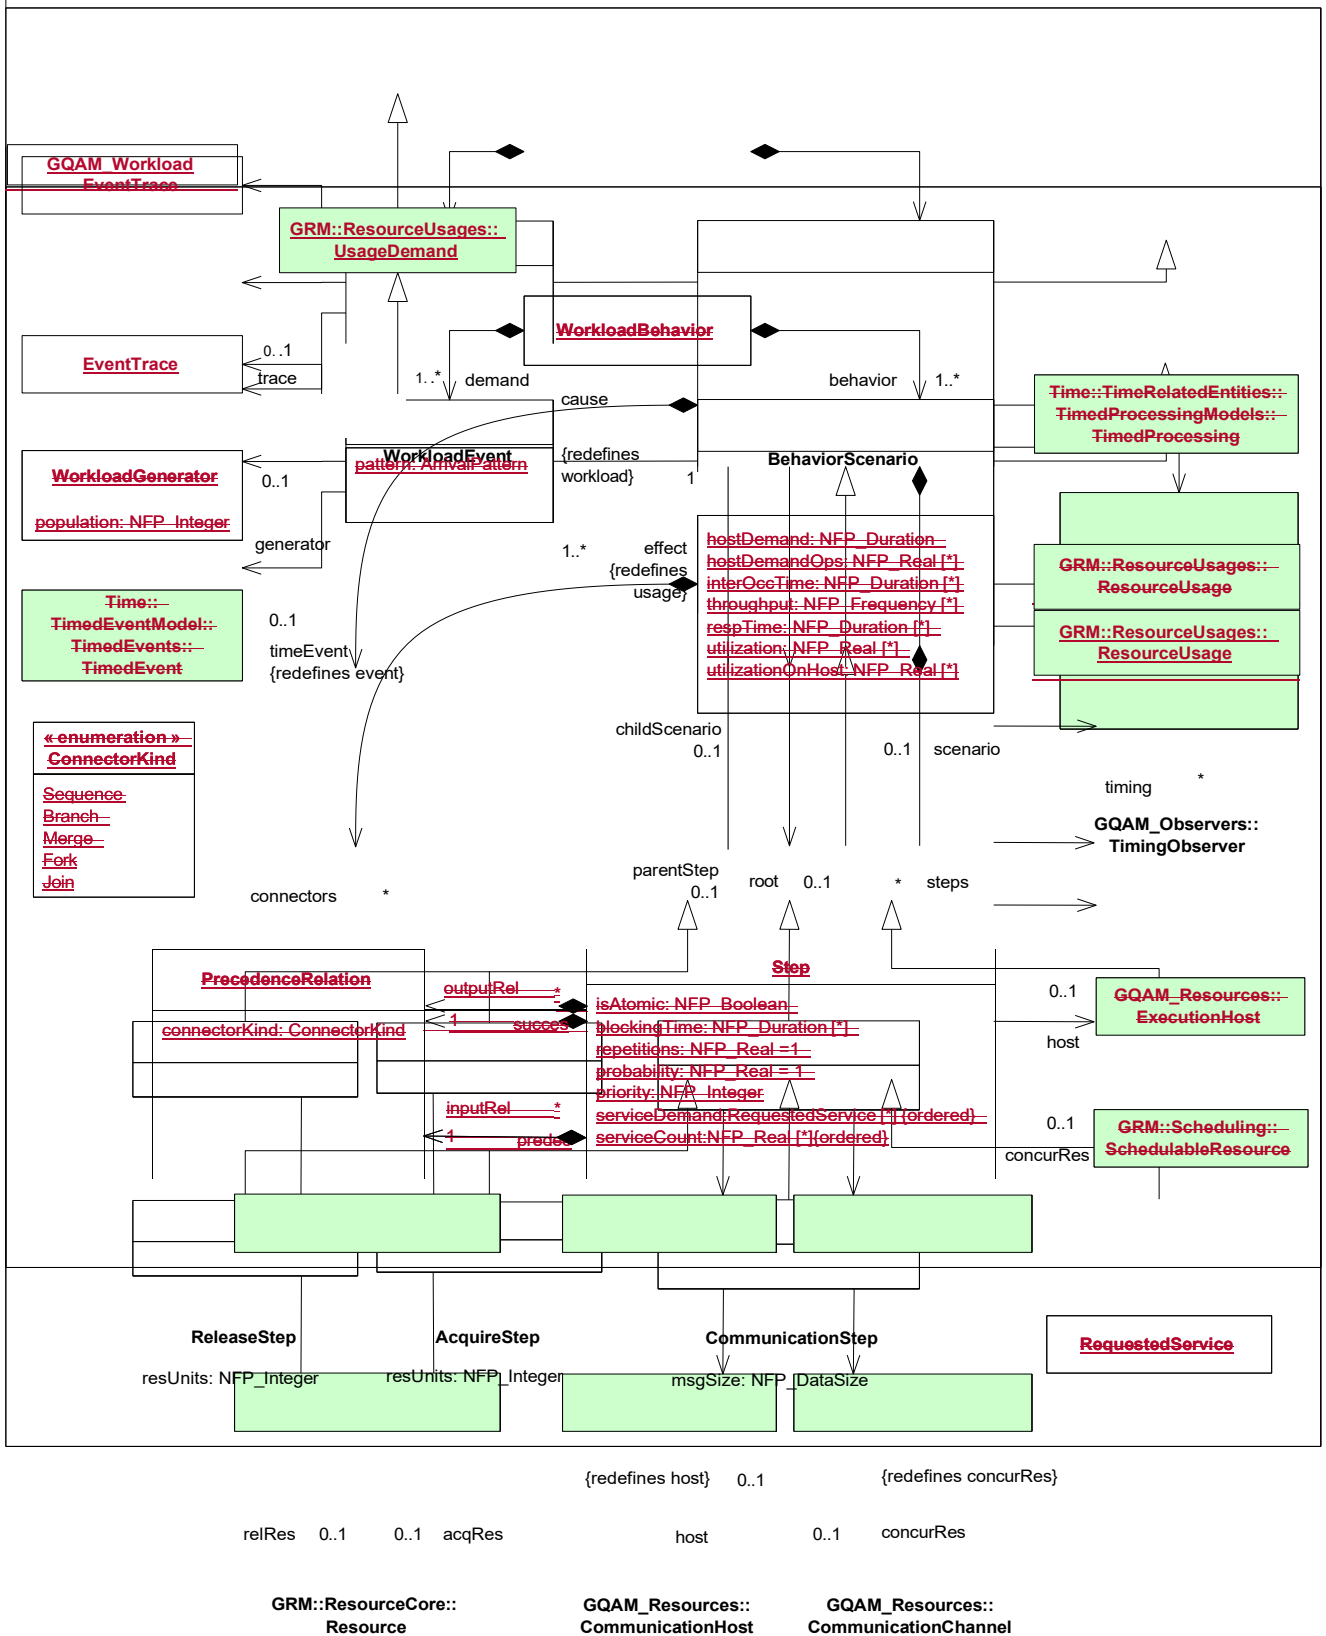 GQAM_Workload
EventTrace
GRM::ResourceUsages::
UsageDemand
WorkloadBehavior
EventTrace
0..1
trace
1..*
demand
behavior
1..*
cause
Time::TimeRelatedEntities::
TimedProcessingModels::
TimedProcessing
WorkloadEvent
pattern: ArrivalPattern
{redefines
workload}
1
BehaviorScenario
WorkloadGenerator
population: NFP_Integer
0..1
generator
1..*
effect
{redefines
usage}
hostDemand: NFP_Duration
hostDemandOps: NFP_Real [*]
interOccTime: NFP_Duration [*]
throughput: NFP_Frequency [*]
respTime: NFP_Duration [*]
utilization: NFP_Real [*]
utilizationOnHost: NFP_Real [*]
GRM::ResourceUsages::
ResourceUsage
GRM::ResourceUsages::
ResourceUsage
Time::
TimedEventModel::
TimedEvents::
TimedEvent
0..1
timeEvent
{redefines event}
« enumeration »
ConnectorKind
Sequence
Branch
Merge
Fork
Join
childScenario
0..1
0..1
scenario
timing
*
GQAM_Observers::
TimingObserver
connectors
*
parentStep
0..1
root
0..1
*
steps
PrecedenceRelation
connectorKind: ConnectorKind
outputRel
*
1
succes
inputRel
*
1
predec
Step
isAtomic: NFP_Boolean
blockingTime: NFP_Duration [*]
repetitions: NFP_Real =1
probability: NFP_Real = 1
priority: NFP_Integer
serviceDemand:RequestedService [*] {ordered}
serviceCount:NFP_Real [*]{ordered}
0..1
host
GQAM_Resources::
ExecutionHost
0..1
concurRes
GRM::Scheduling::
SchedulableResource
ReleaseStep
resUnits: NFP_Integer
AcquireStep
resUnits: NFP_Integer
CommunicationStep
msgSize: NFP_DataSize
RequestedService
{redefines host}
0..1
{redefines concurRes}
relRes
0..1
0..1
acqRes
host
0..1
concurRes
GRM::ResourceCore::
Resource
GQAM_Resources::
CommunicationHost
GQAM_Resources::
CommunicationChannel